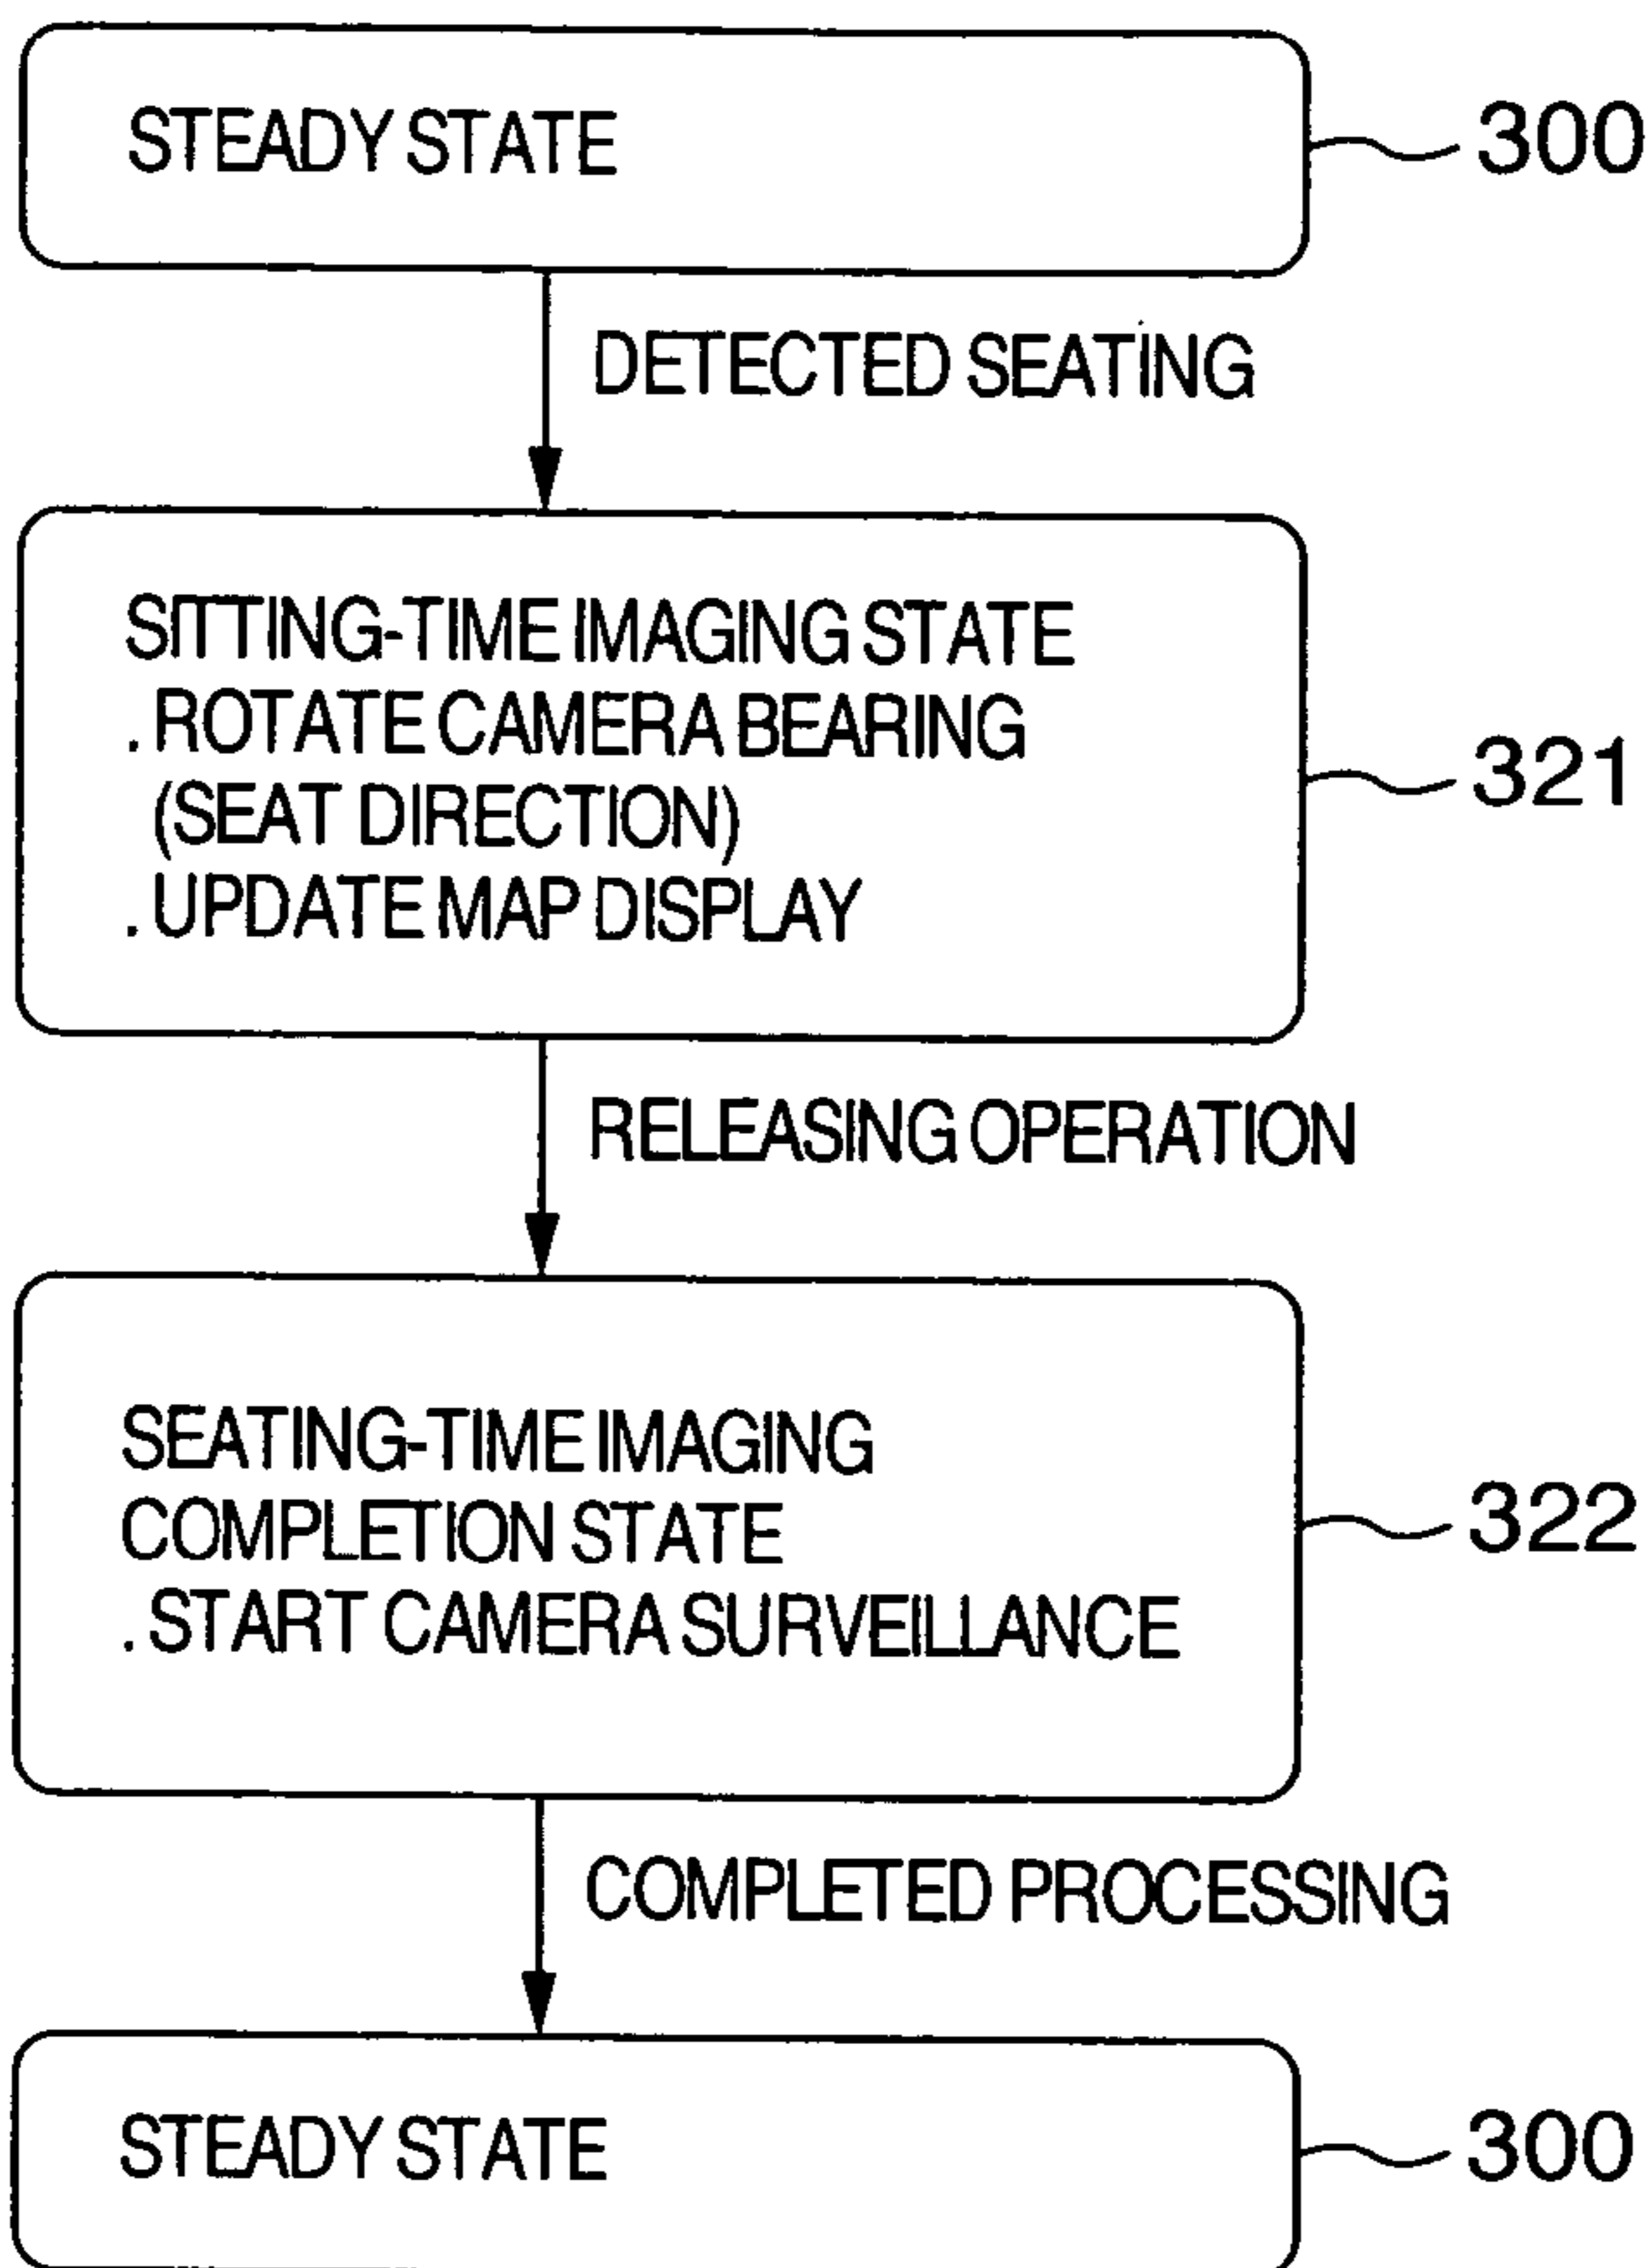 STEADY STATE
300
DETECTED SEATING
SITTING-TIME IMAGING STATE
. ROTATE CAMERA BEARING
(SEAT DIRECTION)
. UPDATE MAP DISPLAY
321
RELEASING OPERATION
SEATING-TIME IMAGING
COMPLETION STATE
. START CAMERA SURVEILLANCE
322
COMPLETED PROCESSING
STEADY STATE
300